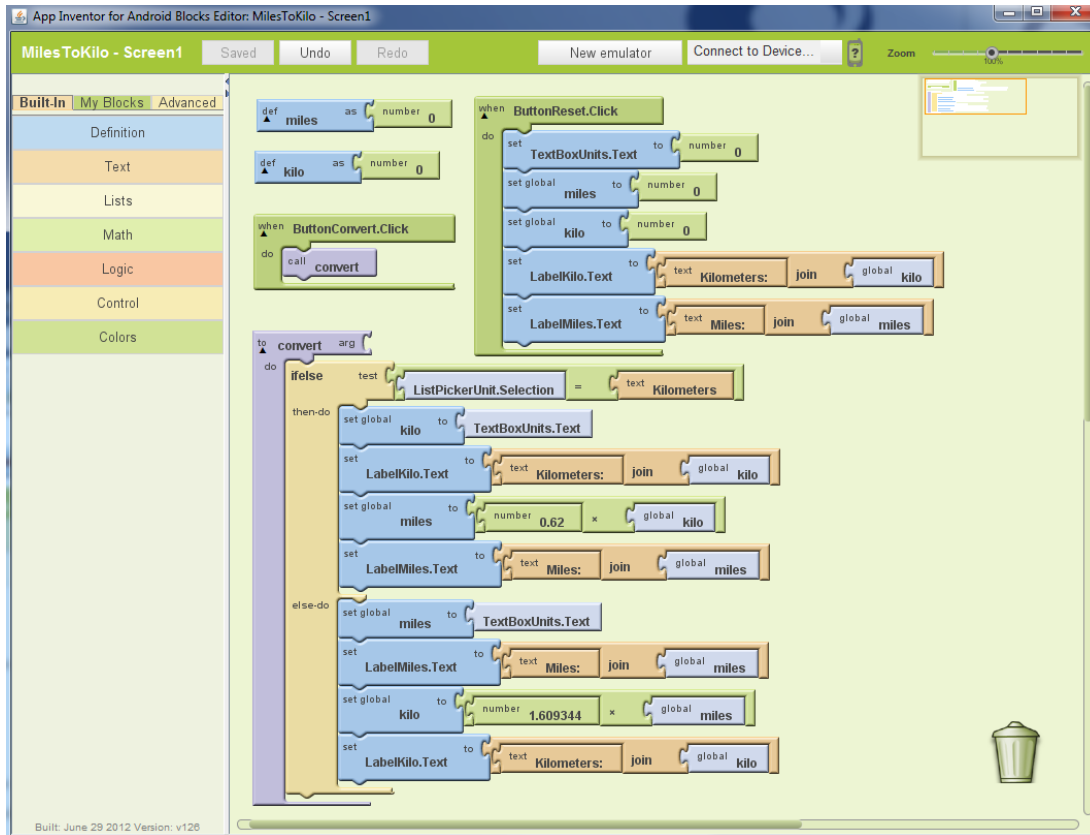 App Inventor for Android Blocks Editor: MilesToKilo - Screen1
MilesToKilo - Screen1 Saved Undo Redo New emulator Connect to Device... Zoom
100%
Built-In My Blocks Advanced
Definition
Text
Lists
Math
Logic
Control
Colors
def miles as number 0
def kilo as number 0
when ButtonConvert.Click
do call convert
when ButtonReset.Click
do set TextBoxUnits.Text to number 0
set global miles to number 0
set global kilo to number 0
set LabelKilo.Text to text Kilometers: join global kilo
set LabelMiles.Text to text Miles: join global miles
to convert arg
do ifelse test ListPickerUnit.Selection = text Kilometers
then-do set global kilo to TextBoxUnits.Text
set LabelKilo.Text to text Kilometers: join global kilo
set global miles to number 0.62 × global kilo
set LabelMiles.Text to text Miles: join global miles
else-do set global miles to TextBoxUnits.Text
set LabelMiles.Text to text Miles: join global miles
set global kilo to number 1.609344 × global miles
set LabelKilo.Text to text Kilometers: join global kilo
Built: June 29 2012 Version: v126